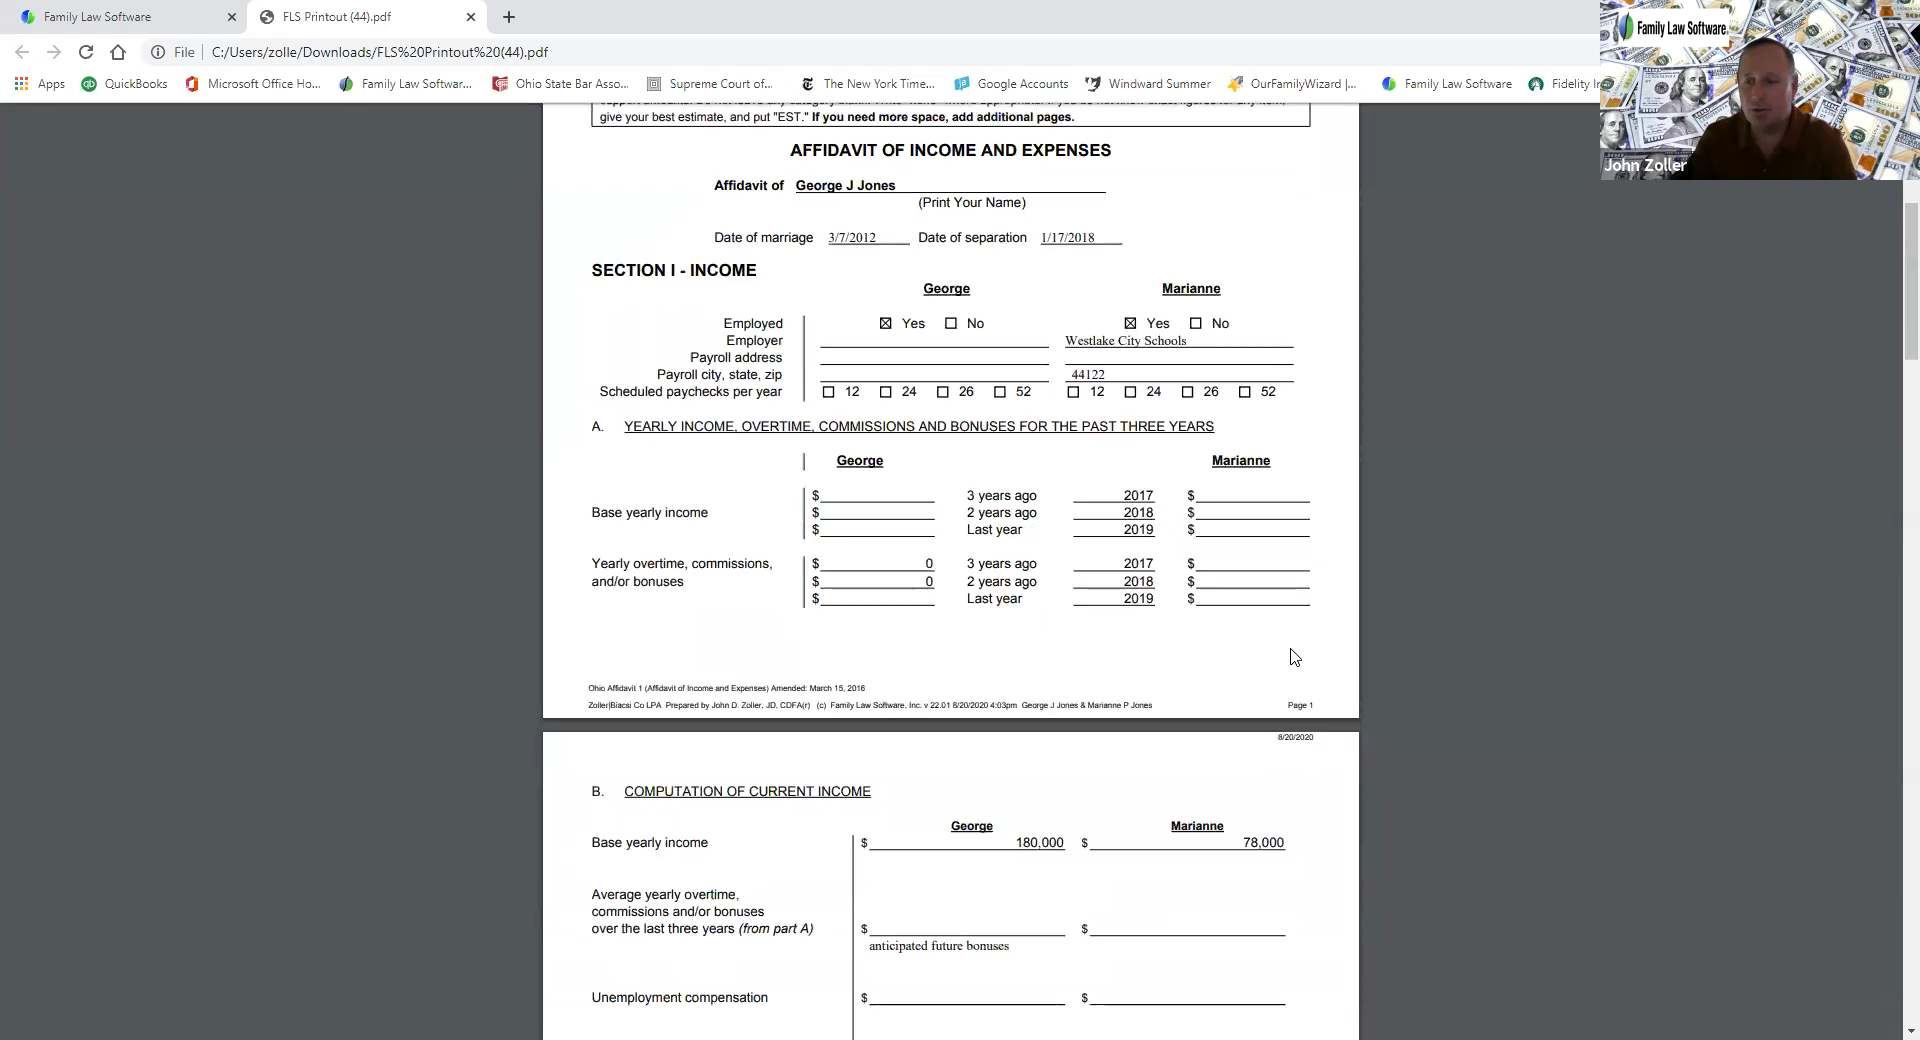 Family Law Software
FLS Printout (44).pdf
File C:/Users/zolle/Downloads/FLS%20Printout%20(44).pdf
Apps QuickBooks Microsoft Office Ho... Family Law Softwar... Ohio State Bar Asso... Supreme Court of... The New York Time... Google Accounts Windward Summer OurFamilyWizard |... Family Law Software Fidelity In
Family Law Software
John Zoller
give your best estimate, and put "EST." If you need more space, add additional pages.
AFFIDAVIT OF INCOME AND EXPENSES
Affidavit of George J Jones
(Print Your Name)
Date of marriage 3/7/2012 Date of separation 1/17/2018
SECTION I - INCOME
George Marianne
Employed Yes No Yes No
Employer Westlake City Schools
Payroll address
Payroll city, state, zip 44122
Scheduled paychecks per year 12 24 26 52 12 24 26 52
A. YEARLY INCOME, OVERTIME, COMMISSIONS AND BONUSES FOR THE PAST THREE YEARS
George Marianne
$ 3 years ago 2017 $
Base yearly income $ 2 years ago 2018 $
$ Last year 2019 $
Yearly overtime, commissions, $ 0 3 years ago 2017 $
and/or bonuses $ 0 2 years ago 2018 $
$ Last year 2019 $
Ohio Affidavit 1 (Affidavit of Income and Expenses) Amended: March 15, 2016
Zoller|Biacsi Co LPA Prepared by John D. Zoller, JD, CDFA(r) (c) Family Law Software, Inc. v 22.01 8/20/2020 4:03pm George J Jones & Marianne P Jones Page 1
8/20/2020
B. COMPUTATION OF CURRENT INCOME
George Marianne
Base yearly income $ 180,000 $ 78,000
Average yearly overtime,
commissions and/or bonuses
over the last three years (from part A) $ $
anticipated future bonuses
Unemployment compensation $ $